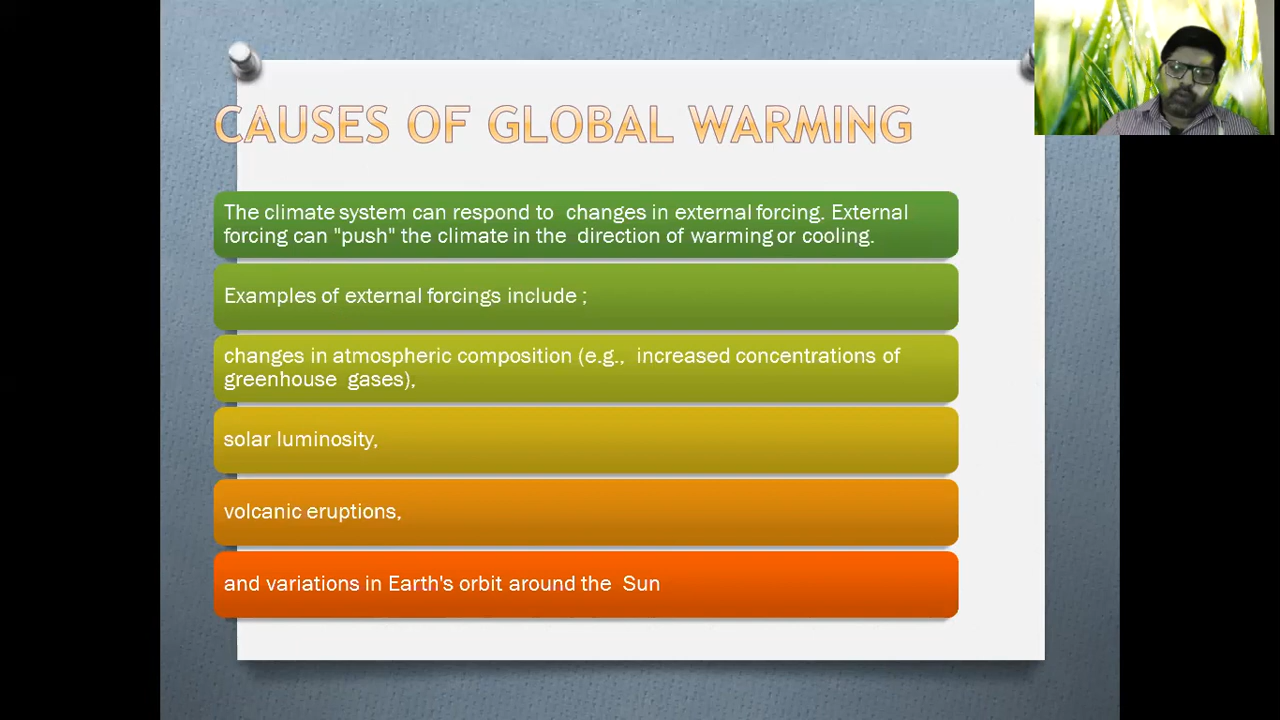 CAUSES OF GLOBAL WARMING
The climate system can respond to changes in external forcing. External
forcing can "push" the climate in the direction of warming or cooling.
Examples of external forcings include ;
changes in atmospheric composition (e.g., increased concentrations of
greenhouse gases),
solar luminosity,
volcanic eruptions,
and variations in Earth's orbit around the Sun